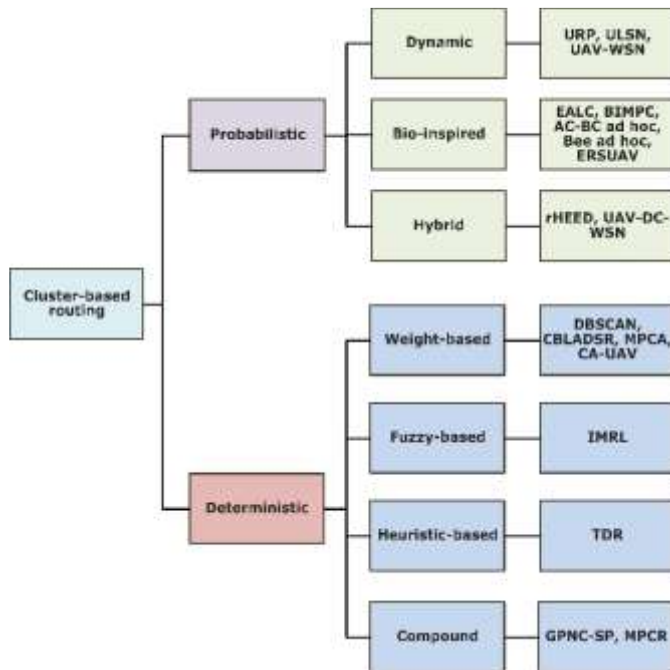 Cluster-based
routing
Probabilistic
Dynamic
URP, ULSN,
UAV-WSN
Bio-inspired
EALC, BIMPC,
AC-BC ad hoc,
Bee ad hoc,
ERSUAV
Hybrid
rHEED, UAV-DC-
WSN
Deterministic
Weight-based
DBSCAN,
CBLADSR, MPCA,
CA-UAV
Fuzzy-based
IMRL
Heuristic-based
TDR
Compound
GPNC-SP, MPCR